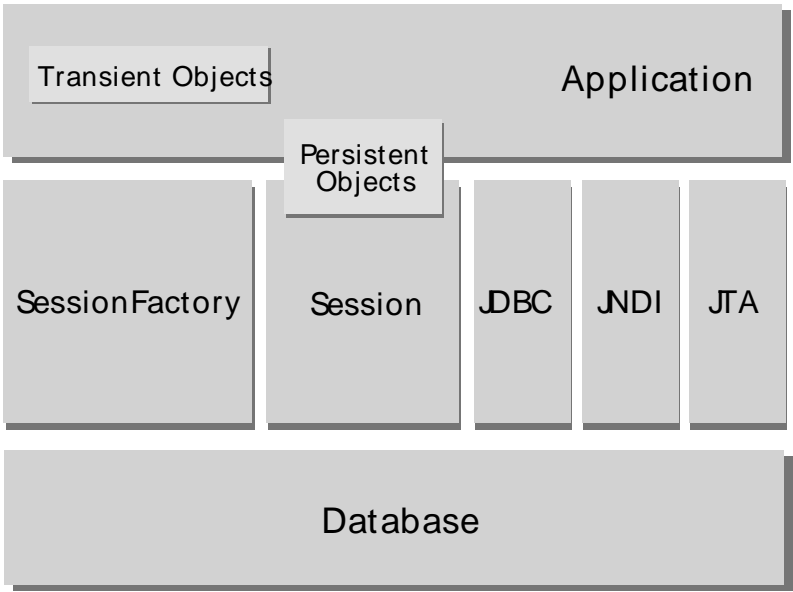 Transient Objects
Application
Persistent
Objects
SessionFactory
Session
JDBC
JNDI
JTA
Database